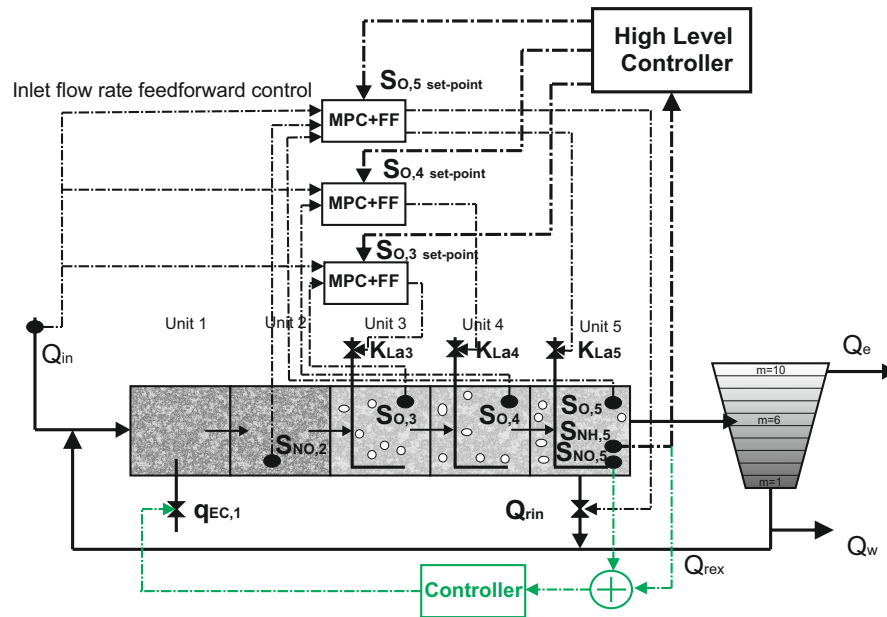 High Level
Controller
Inlet flow rate feedforward control
SO,5 set-point
MPC+FF
SO,4 set-point
MPC+FF
SO,3 set-point
MPC+FF
Unit 1
Unit 2
Unit 3
Unit 4
Unit 5
Qin
KLa3
KLa4
KLa5
Qe
m=10
m=6
m=1
SO,3
SO,4
SO,5
SNH,5
SNO,5
SNO,2
qEC,1
Qrin
Qw
Qrex
Controller
+